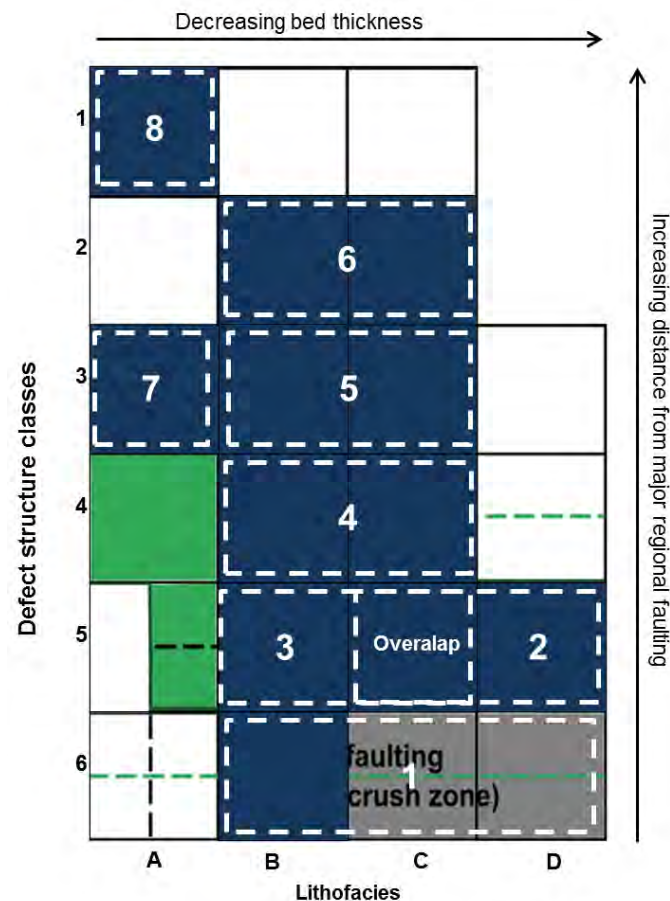 Decreasing bed thickness
Increasing distance from major regional faulting
Defect structure classes
1
8
2
6
3
7
5
4
4
5
3
Overalap
2
6
faulting
1
crush zone)
A
B
C
D
Lithofacies